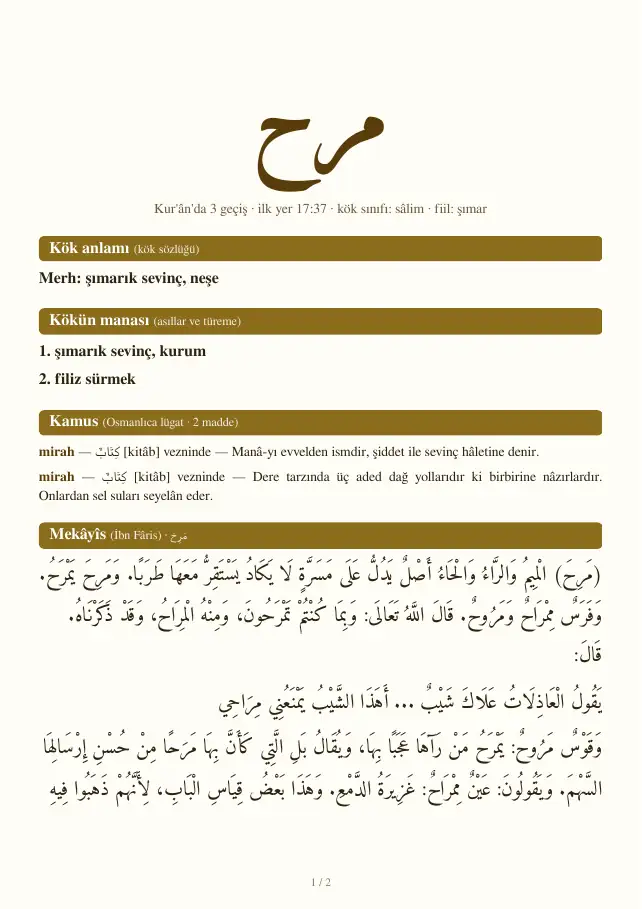 مرح
Kur'ân'da 3 geçiş · ilk yer 17:37 · kök sınıfı: sâlim · fiil: şımar
Kök anlamı (kök sözlüğü)
Merh: şımarık sevinç, neşe
Kökün manası (asıllar ve türeme)
1. şımarık sevinç, kurum
2. filiz sürmek
Kamus (Osmanlıca lügat · 2 madde)
mirah — كِتَابٌ [kitâb] vezninde — Manâ-yı evvelden ismdir, şiddet ile sevinç hâletine denir.
mirah — كِتَابٌ [kitâb] vezninde — Dere tarzında üç aded dağ yollarıdır ki birbirine nâzırlardır.
Onlardan sel suları seyelân eder.
Mekâyîs (İbn Fâris) · مَرِحَ
(مَرِحَ) الْمِيمُ وَالرَّاءُ وَالْحَاءُ أَصْلٌ يَدُلُّ عَلَى مَسَرَّةٍ لَا يَكَادُ يَسْتَقِرُّ مَعَهَا طَرَبًا. وَمَرِحَ يَمْرَحُ.
وَفَرَسٌ مِمْرَاحٌ وَمَرُوحٌ. قَالَ اللَّهُ تَعَالَى: وَبِمَا كُنْتُمْ تَمْرَحُونَ، وَمِنْهُ الْمِرَاحُ، وَقَدْ ذَكَرْنَاهُ.
قَالَ:
يَقُولُ الْعَاذِلَاتُ عَلَاكَ شَيْبٌ ... أَهَذَا الشَّيْبُ يَمْنَعُنِي مِرَاحِي
وَقَوْسٌ مَرُوحٌ: يَمْرَحُ مَنْ رَآهَا عَجَبًا بِهَا، وَيُقَالُ بَلِ الَّتِي كَأَنَّ بِهَا مَرَحًا مِنْ حُسْنِ إِرْسَالِهَا
السَّهْمَ. وَيَقُولُونَ: عَيْنٌ مِمْرَاحٌ: غَزِيرَةُ الدَّمْعِ. وَهَذَا بَعْضُ قِيَاسِ الْبَابِ، لِأَنَّهُمْ ذَهَبُوا فِيهِ
1 / 2